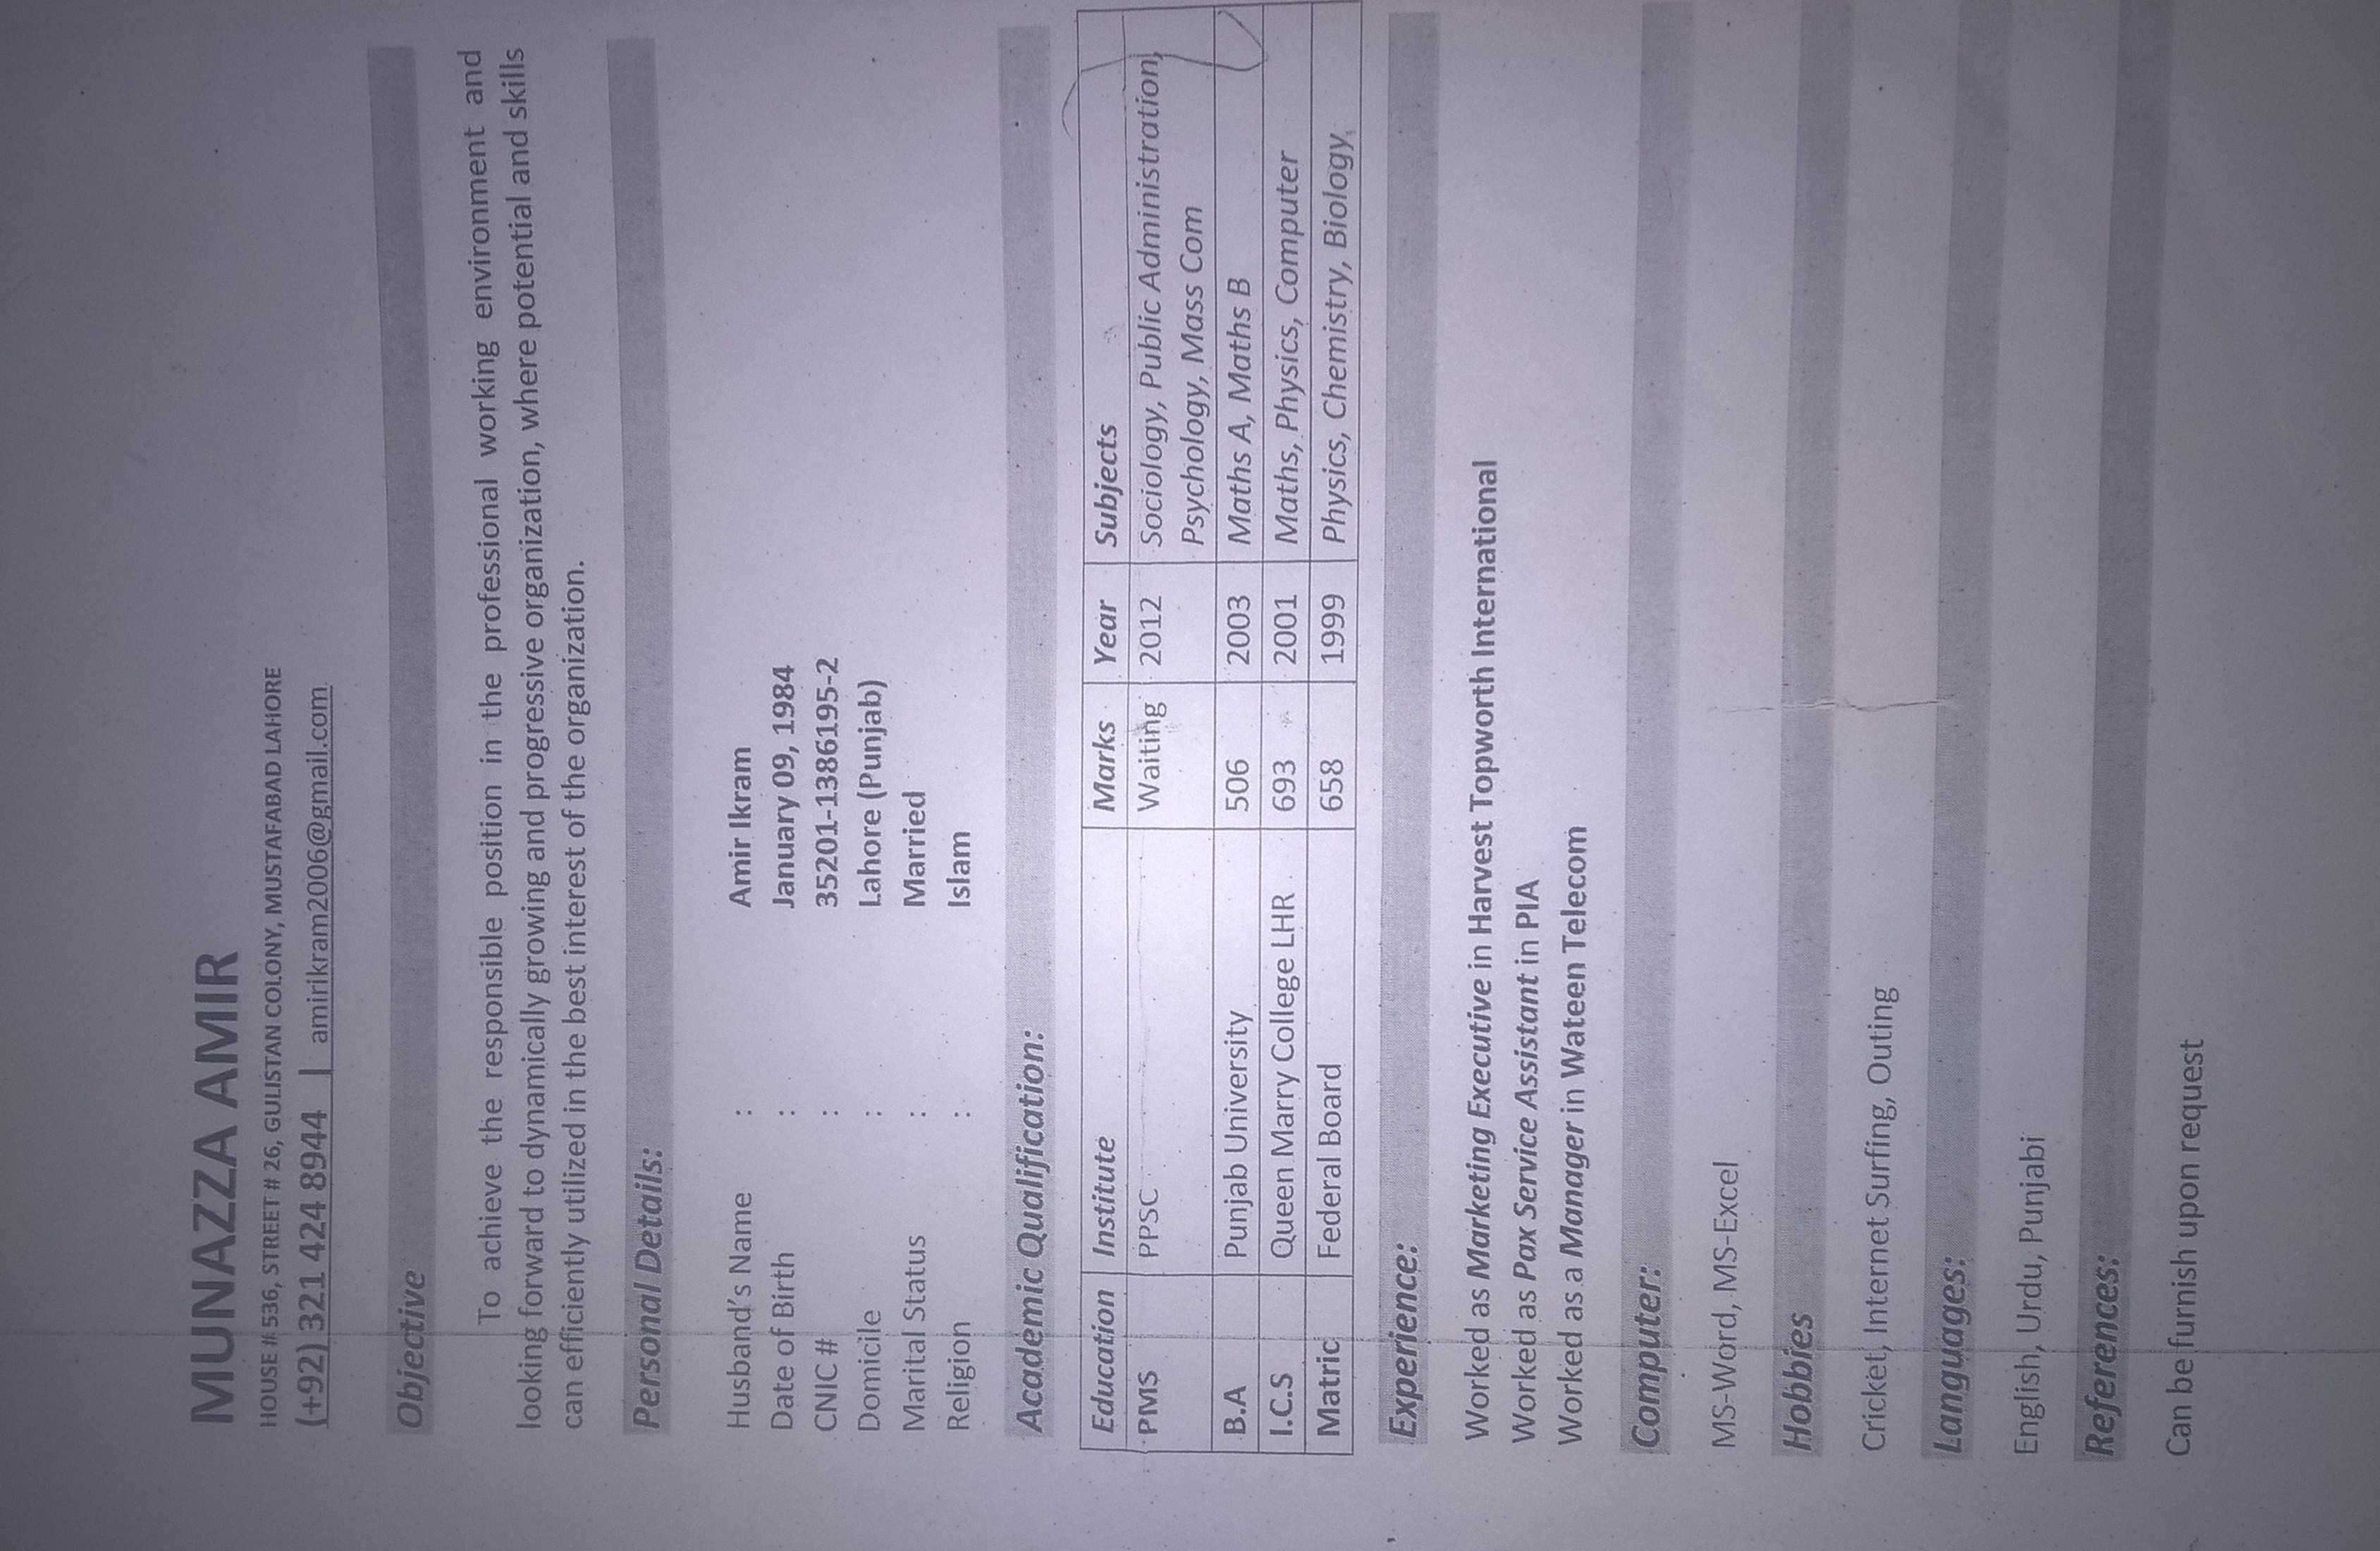 MUNAZZA AMIR
HOUSE # 536, STREET # 26, GULISTAN COLONY, MUSTAFABAD LAHORE
(+92) 321 424 8944 | amirikram2006@gmail.com
Objective
To achieve the responsible position in the professional working environment and
looking forward to dynamically growing and progressive organization, where potential and skills
can efficiently utilized in the best interest of the organization.
Personal Details:
Husband's Name : Amir Ikram
Date of Birth : January 09, 1984
CNIC # : 35201-1386195-2
Domicile : Lahore (Punjab)
Marital Status : Married
Religion : Islam
Academic Qualification:
Education Institute Marks Year Subjects
PMS PPSC Waiting 2012 Sociology, Public Administration,
Psychology, Mass Com
B.A Punjab University 506 2003 Maths A, Maths B
I.C.S Queen Marry College LHR 693 2001 Maths, Physics, Computer
Matric Federal Board 658 1999 Physics, Chemistry, Biology
Experience:
Worked as Marketing Executive in Harvest Topworth International
Worked as Pax Service Assistant in PIA
Worked as a Manager in Wateen Telecom
Computer:
MS-Word, MS-Excel
Hobbies
Cricket, Internet Surfing, Outing
Languages:
English, Urdu, Punjabi
References:
Can be furnish upon request